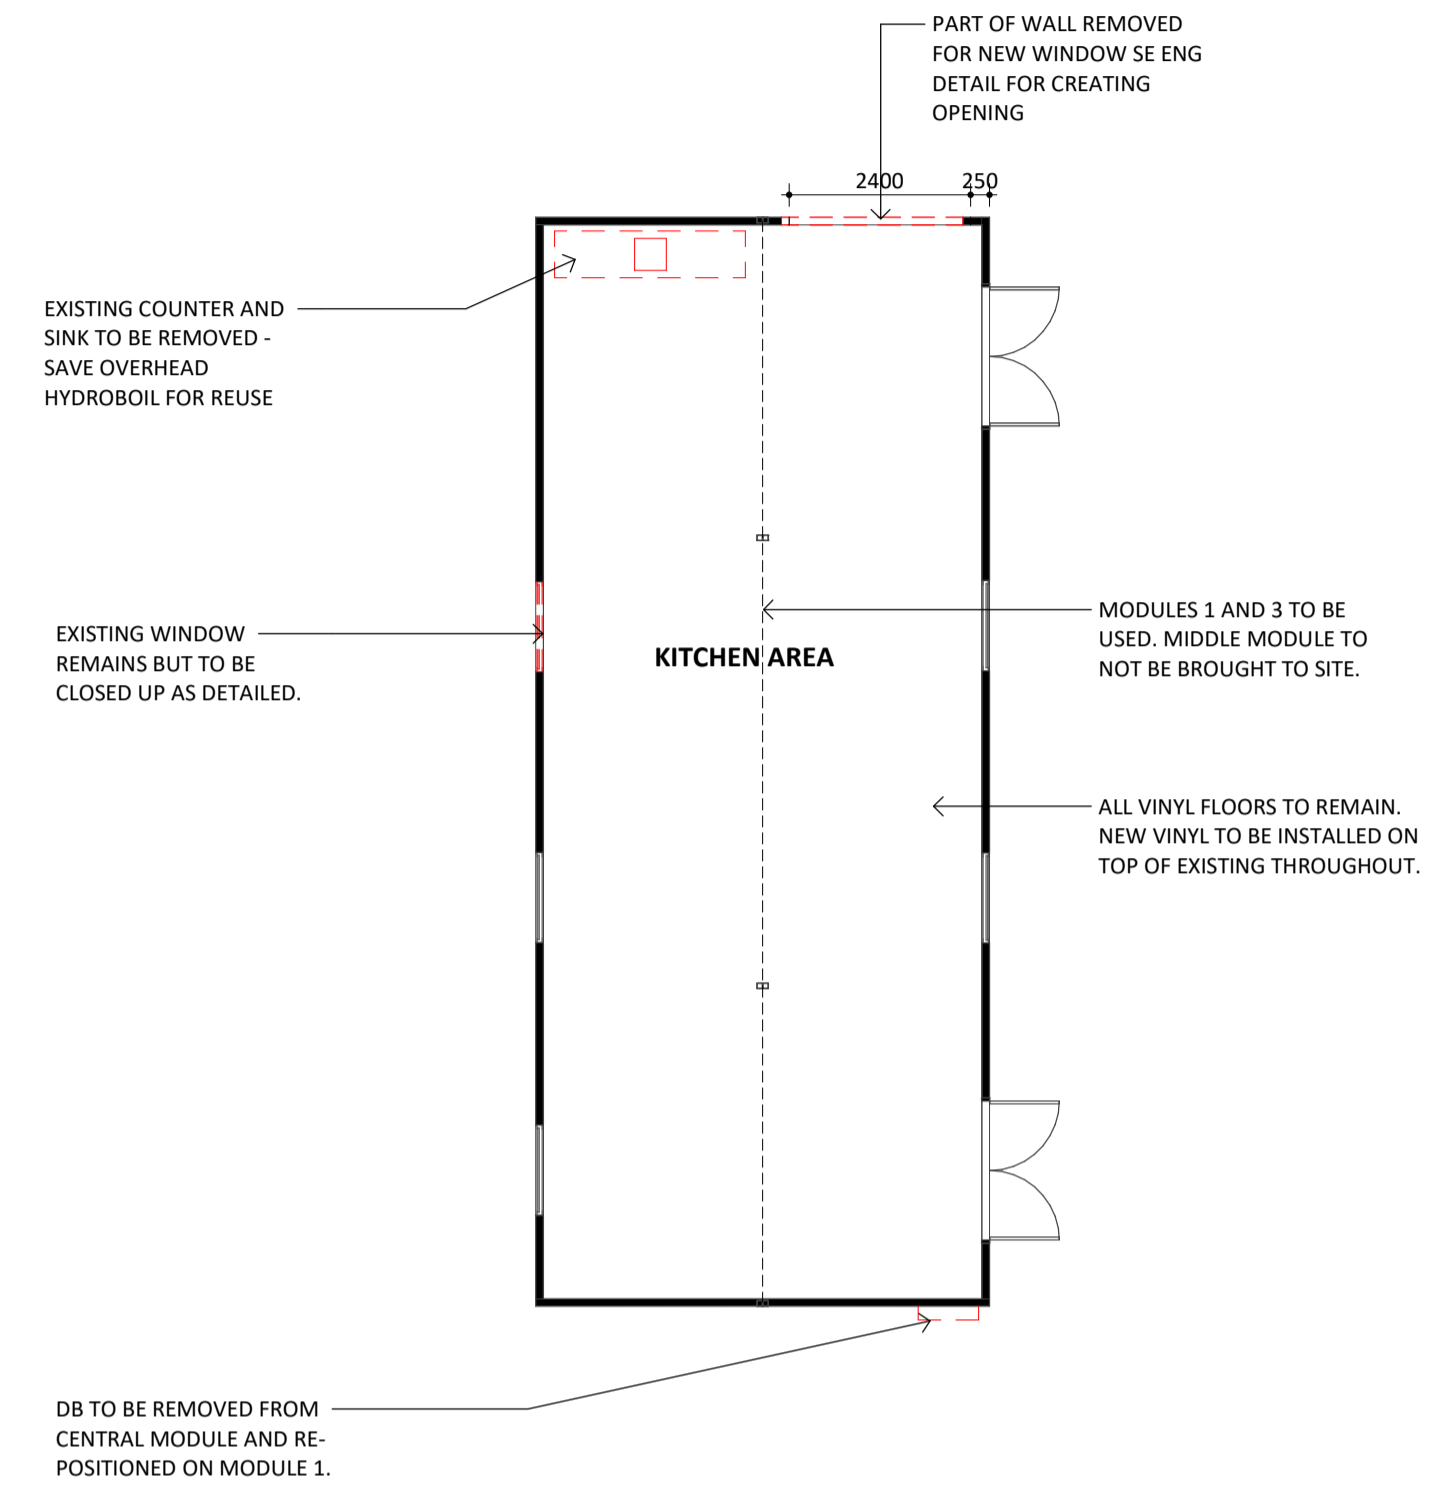 PART OF WALL REMOVED
FOR NEW WINDOW SE ENG
DETAIL FOR CREATING
OPENING
2400
250
EXISTING COUNTER AND
SINK TO BE REMOVED -
SAVE OVERHEAD
HYDROBOIL FOR REUSE
MODULES 1 AND 3 TO BE
USED. MIDDLE MODULE TO
NOT BE BROUGHT TO SITE.
EXISTING WINDOW
REMAINS BUT TO BE
CLOSED UP AS DETAILED.
KITCHEN AREA
ALL VINYL FLOORS TO REMAIN.
NEW VINYL TO BE INSTALLED ON
TOP OF EXISTING THROUGHOUT.
DB TO BE REMOVED FROM
CENTRAL MODULE AND RE-
POSITIONED ON MODULE 1.